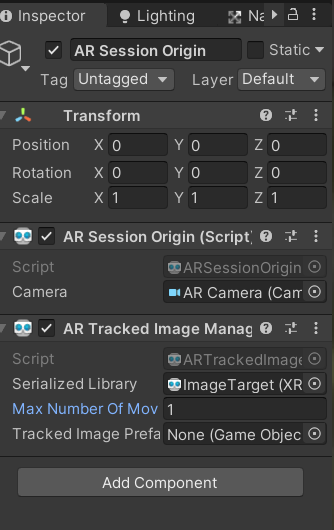 Inspector Lighting Na
AR Session Origin Static
Tag Untagged Layer Default
Transform
Position X 0 Y 0 Z 0
Rotation X 0 Y 0 Z 0
Scale X 1 Y 1 Z 1
AR Session Origin (Script)
Script ARSessionOrigin
Camera AR Camera (Cam
AR Tracked Image Manag
Script ARTrackedImage
Serialized Library ImageTarget (XR
Max Number Of Mov 1
Tracked Image Prefa None (Game Objec
Add Component